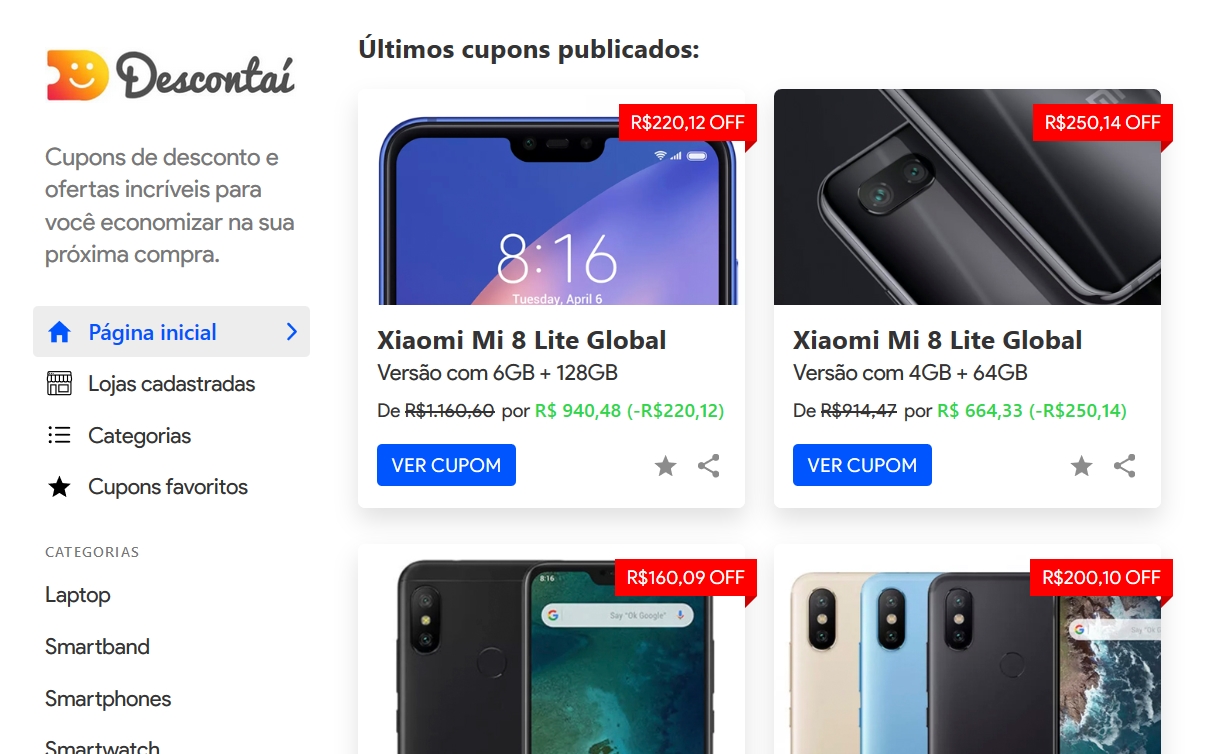 Descontaí
Cupons de desconto e
ofertas incríveis para
você economizar na sua
próxima compra.
Página inicial
Lojas cadastradas
Categorias
Cupons favoritos
CATEGORIAS
Laptop
Smartband
Smartphones
Smartwatch
Últimos cupons publicados:
R$220,12 OFF
8:16
Tuesday, April 6
Xiaomi Mi 8 Lite Global
Versão com 6GB + 128GB
De R$1.160,60 por R$ 940,48 (-R$220,12)
VER CUPOM
R$250,14 OFF
Xiaomi Mi 8 Lite Global
Versão com 4GB + 64GB
De R$914,47 por R$ 664,33 (-R$250,14)
VER CUPOM
R$160,09 OFF
8:16
G Say "Ok Google"
R$200,10 OFF
G